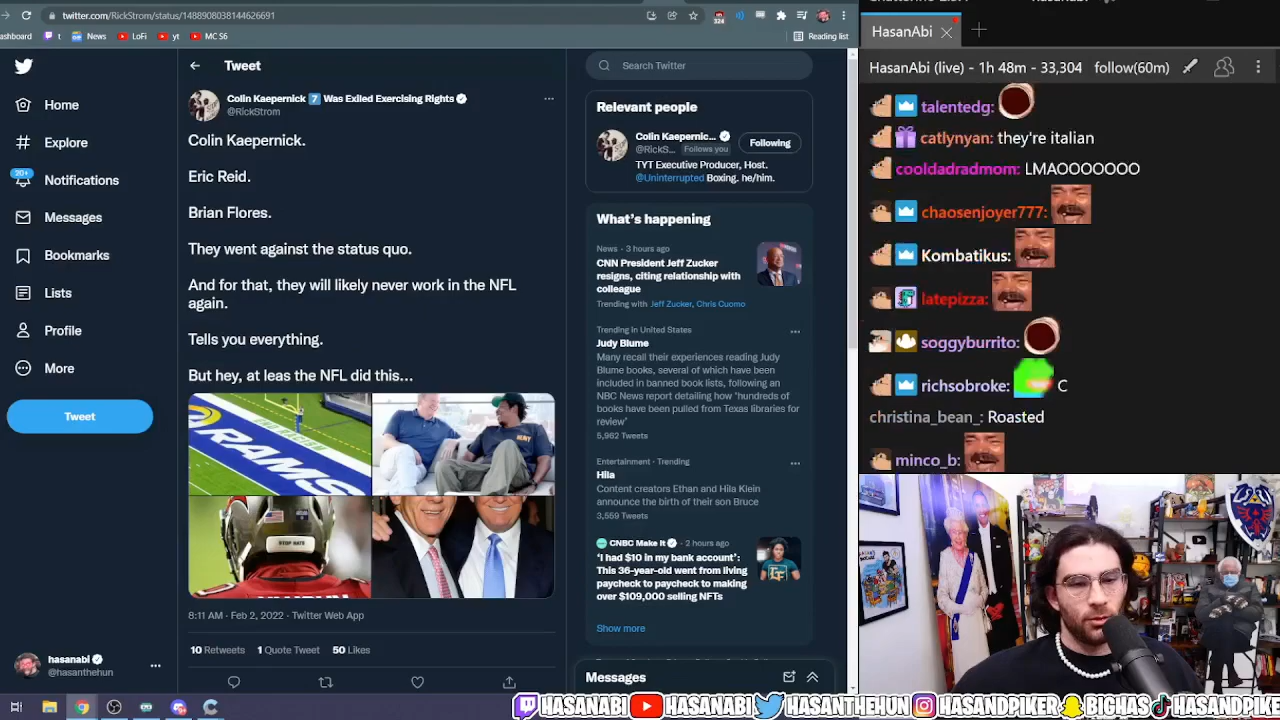 twitter.com/RickStrom/status/1488908038144626691
324
ashboard
t
News
LoFi
yt
MC S6
Reading list
Home
Explore
20+
Notifications
Messages
Bookmarks
Lists
Profile
More
Tweet
hasanabi
@hasanthehun
Tweet
Colin Kaepernick 7 Was Exiled Exercising Rights
@RickStrom
Colin Kaepernick.
Eric Reid.
Brian Flores.
They went against the status quo.
And for that, they will likely never work in the NFL
again.
Tells you everything.
But hey, at leas the NFL did this...
RAMS
STOP HATE
8:11 AM · Feb 2, 2022 · Twitter Web App
10 Retweets
1 Quote Tweet
50 Likes
Search Twitter
Relevant people
Colin Kaepernic...
Following
@RickS...
Follows you
TYT Executive Producer, Host.
@Uninterrupted Boxing. he/him.
What's happening
News · 3 hours ago
CNN President Jeff Zucker
resigns, citing relationship with
colleague
Trending with Jeff Zucker, Chris Cuomo
Trending in United States
Judy Blume
Many recall their experiences reading Judy
Blume books, several of which have been
included in banned book lists, following an
NBC News report detailing how 'hundreds of
books have been pulled from Texas libraries for
review'
5,962 Tweets
Entertainment · Trending
Hila
Content creators Ethan and Hila Klein
announce the birth of their son Bruce
3,559 Tweets
CNBC Make It · 2 hours ago
'I had $10 in my bank account':
This 36-year-old went from living
paycheck to paycheck to making
over $109,000 selling NFTs
Show more
Messages
HasanAbi
HasanAbi (live) - 1h 48m - 33,304
follow(60m)
talentedg:
catlynyan: they're italian
cooldadradmom: LMAOOOOOOO
chaosenjoyer777:
Kombatikus:
latepizza:
soggyburrito:
richsobroke: C
christina_bean_: Roasted
minco_b:
HASANABI
HASANABI
HASANTHEHUN
HASANDPIKER
BIGHAS
HASANDPIKE